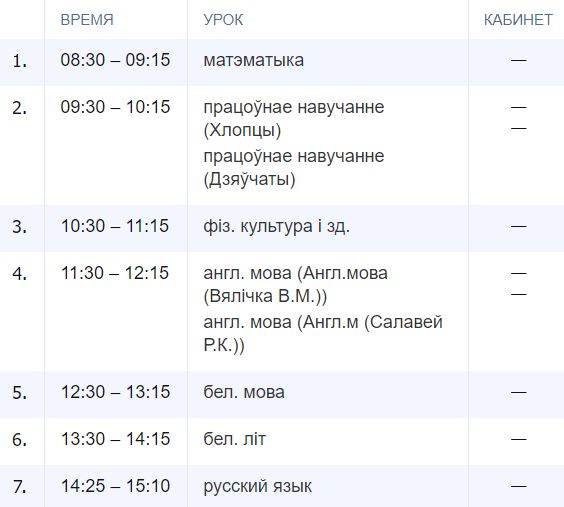 ВРЕМЯ УРОК КАБИНЕТ
1. 08:30 – 09:15 матэматыка —
2. 09:30 – 10:15 працоўнае навучанне —
(Хлопцы) —
працоўнае навучанне
(Дзяўчаты)
3. 10:30 – 11:15 фіз. культура і зд. —
4. 11:30 – 12:15 англ. мова (Англ.мова —
(Вялічка В.М.)) —
англ. мова (Англ.м (Салавей
Р.К.))
5. 12:30 – 13:15 бел. мова —
6. 13:30 – 14:15 бел. літ —
7. 14:25 – 15:10 русский язык —